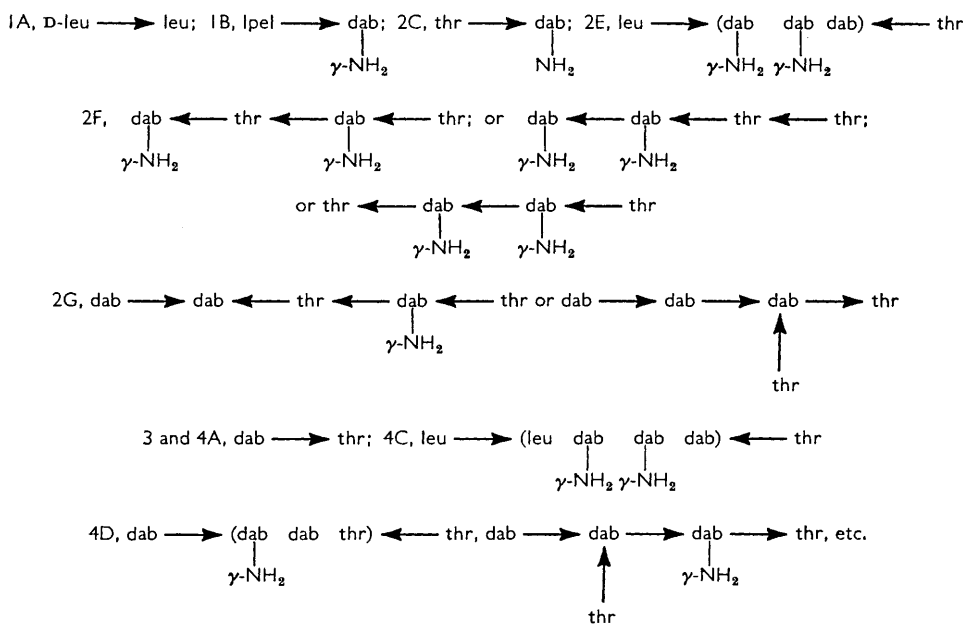 1A, D-leu ⟶ leu; 1B, Ipel ⟶ dab; 2C, thr ⟶ dab; 2E, leu ⟶ (dab dab dab) ⟵ thr
γ-NH₂ NH₂ γ-NH₂ γ-NH₂
2F, dab ⟵ thr ⟵ dab ⟵ thr; or dab ⟵ dab ⟵ thr ⟵ thr;
γ-NH₂ γ-NH₂ γ-NH₂ γ-NH₂
or thr ⟵ dab ⟵ dab ⟵ thr
γ-NH₂ γ-NH₂
2G, dab ⟶ dab ⟵ thr ⟵ dab ⟵ thr or dab ⟶ dab ⟶ dab ⟶ thr
γ-NH₂
thr
3 and 4A, dab ⟶ thr; 4C, leu ⟶ (leu dab dab dab) ⟵ thr
γ-NH₂ γ-NH₂
4D, dab ⟶ (dab dab thr) ⟵ thr, dab ⟶ dab ⟶ dab ⟶ thr, etc.
γ-NH₂ γ-NH₂
thr